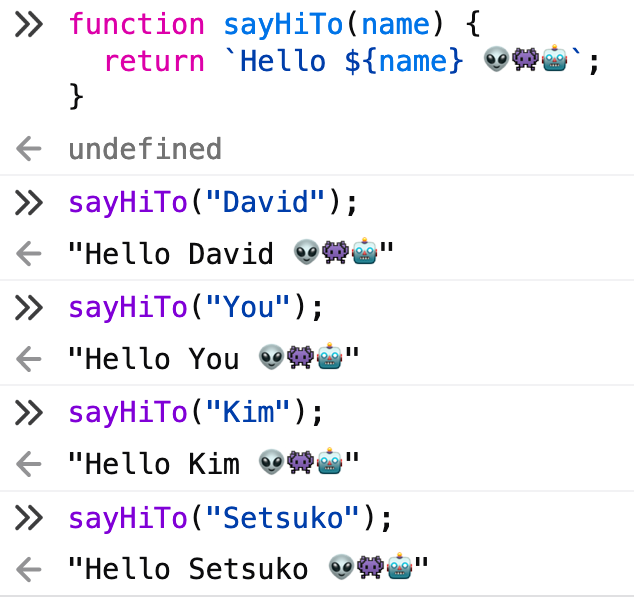 >> function sayHiTo(name) {
  return `Hello ${name} 👽👾🤖`;
}
← undefined
>> sayHiTo("David");
← "Hello David 👽👾🤖"
>> sayHiTo("You");
← "Hello You 👽👾🤖"
>> sayHiTo("Kim");
← "Hello Kim 👽👾🤖"
>> sayHiTo("Setsuko");
← "Hello Setsuko 👽👾🤖"